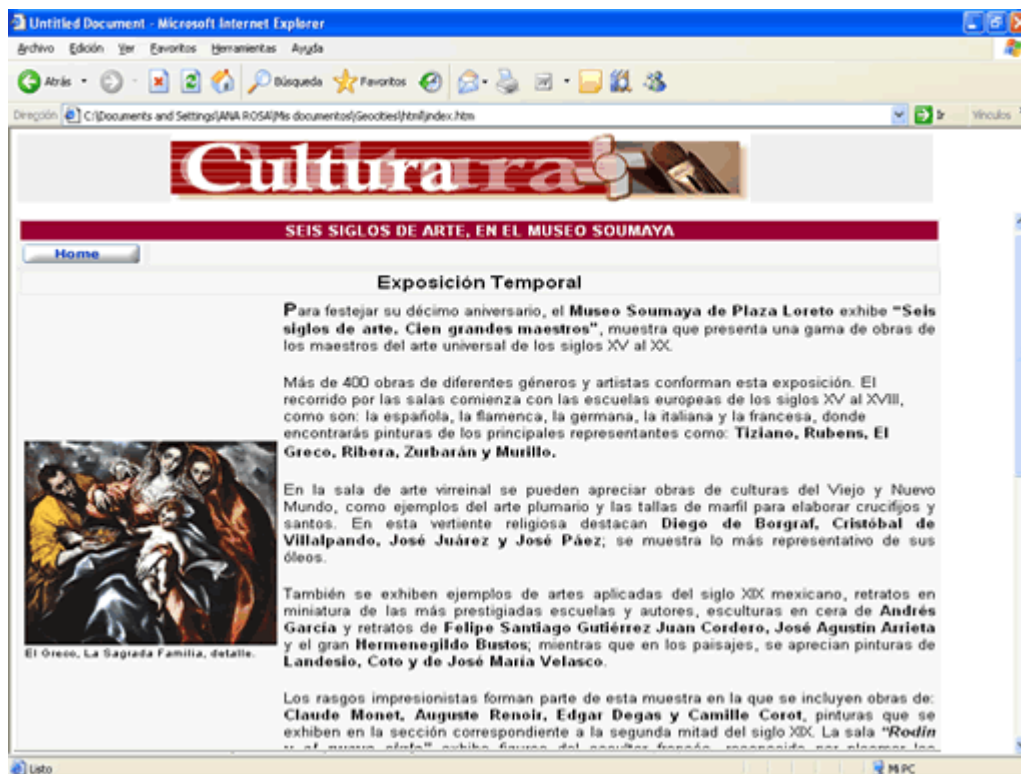 Untitled Document - Microsoft Internet Explorer
Archivo Edición Ver Favoritos Herramientas Ayuda
Atrás Búsqueda Favoritos
Dirección C:\Documents and Settings\ANA ROSA\Mis documentos\Geocities\html\index.htm Ir Vínculos
Cultura
SEIS SIGLOS DE ARTE, EN EL MUSEO SOUMAYA
Home
Exposición Temporal
Para festejar su décimo aniversario, el Museo Soumaya de Plaza Loreto exhibe "Seis
siglos de arte, Cien grandes maestros", muestra que presenta una gama de obras de
los maestros del arte universal de los siglos XV al XX.
Más de 400 obras de diferentes géneros y artistas conforman esta exposición. El
recorrido por las salas comienza con las escuelas europeas de los siglos XV al XVIII,
como son: la española, la flamenca, la germana, la italiana y la francesa, donde
encontrarás pinturas de los principales representantes como: Tiziano, Rubens, El
Greco, Ribera, Zurbarán y Murillo.
En la sala de arte virreinal se pueden apreciar obras de culturas del Viejo y Nuevo
Mundo, como ejemplos del arte plumario y las tallas de marfil para elaborar crucifijos y
santos. En esta vertiente religiosa destacan Diego de Borgraf, Cristóbal de
Villalpando, José Juárez y José Páez; se muestra lo más representativo de sus
óleos.
También se exhiben ejemplos de artes aplicadas del siglo XIX mexicano, retratos en
miniatura de las más prestigiadas escuelas y autores, esculturas en cera de Andrés
García y retratos de Felipe Santiago Gutiérrez Juan Cordero, José Agustín Arrieta
y el gran Hermenegildo Bustos; mientras que en los paisajes, se aprecian pinturas de
Landesio, Coto y de José María Velasco.
El Greco, La Sagrada Familia, detalle.
Los rasgos impresionistas forman parte de esta muestra en la que se incluyen obras de:
Claude Monet, Auguste Renoir, Edgar Degas y Camille Corot, pinturas que se
exhiben en la sección correspondiente a la segunda mitad del siglo XIX. La sala "Rodin
Listo Mi PC